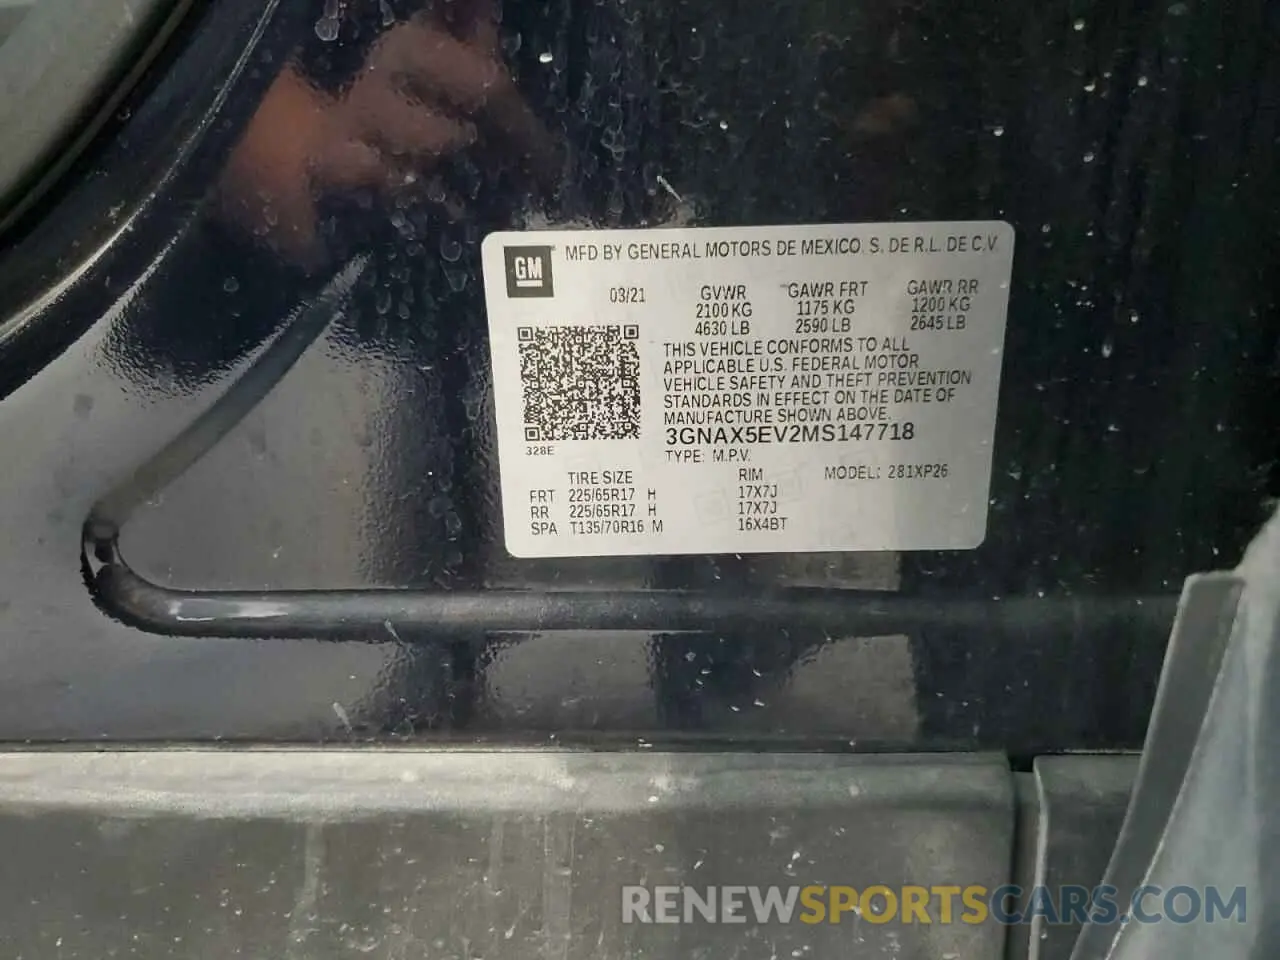 GM
MFD BY GENERAL MOTORS DE MEXICO, S. DE R.L. DE C.V.
03/21
GVWR GAWR FRT GAWR RR
2100 KG 1175 KG 1200 KG
4630 LB 2590 LB 2645 LB
THIS VEHICLE CONFORMS TO ALL
APPLICABLE U.S. FEDERAL MOTOR
VEHICLE SAFETY AND THEFT PREVENTION
STANDARDS IN EFFECT ON THE DATE OF
MANUFACTURE SHOWN ABOVE.
3GNAX5EV2MS147718
328E
TYPE: M.P.V.
TIRE SIZE RIM MODEL: 281XP26
FRT 225/65R17 H 17X7J
RR 225/65R17 H 17X7J
SPA T135/70R16 M 16X4BT
RENEWSPORTSCARS.COM